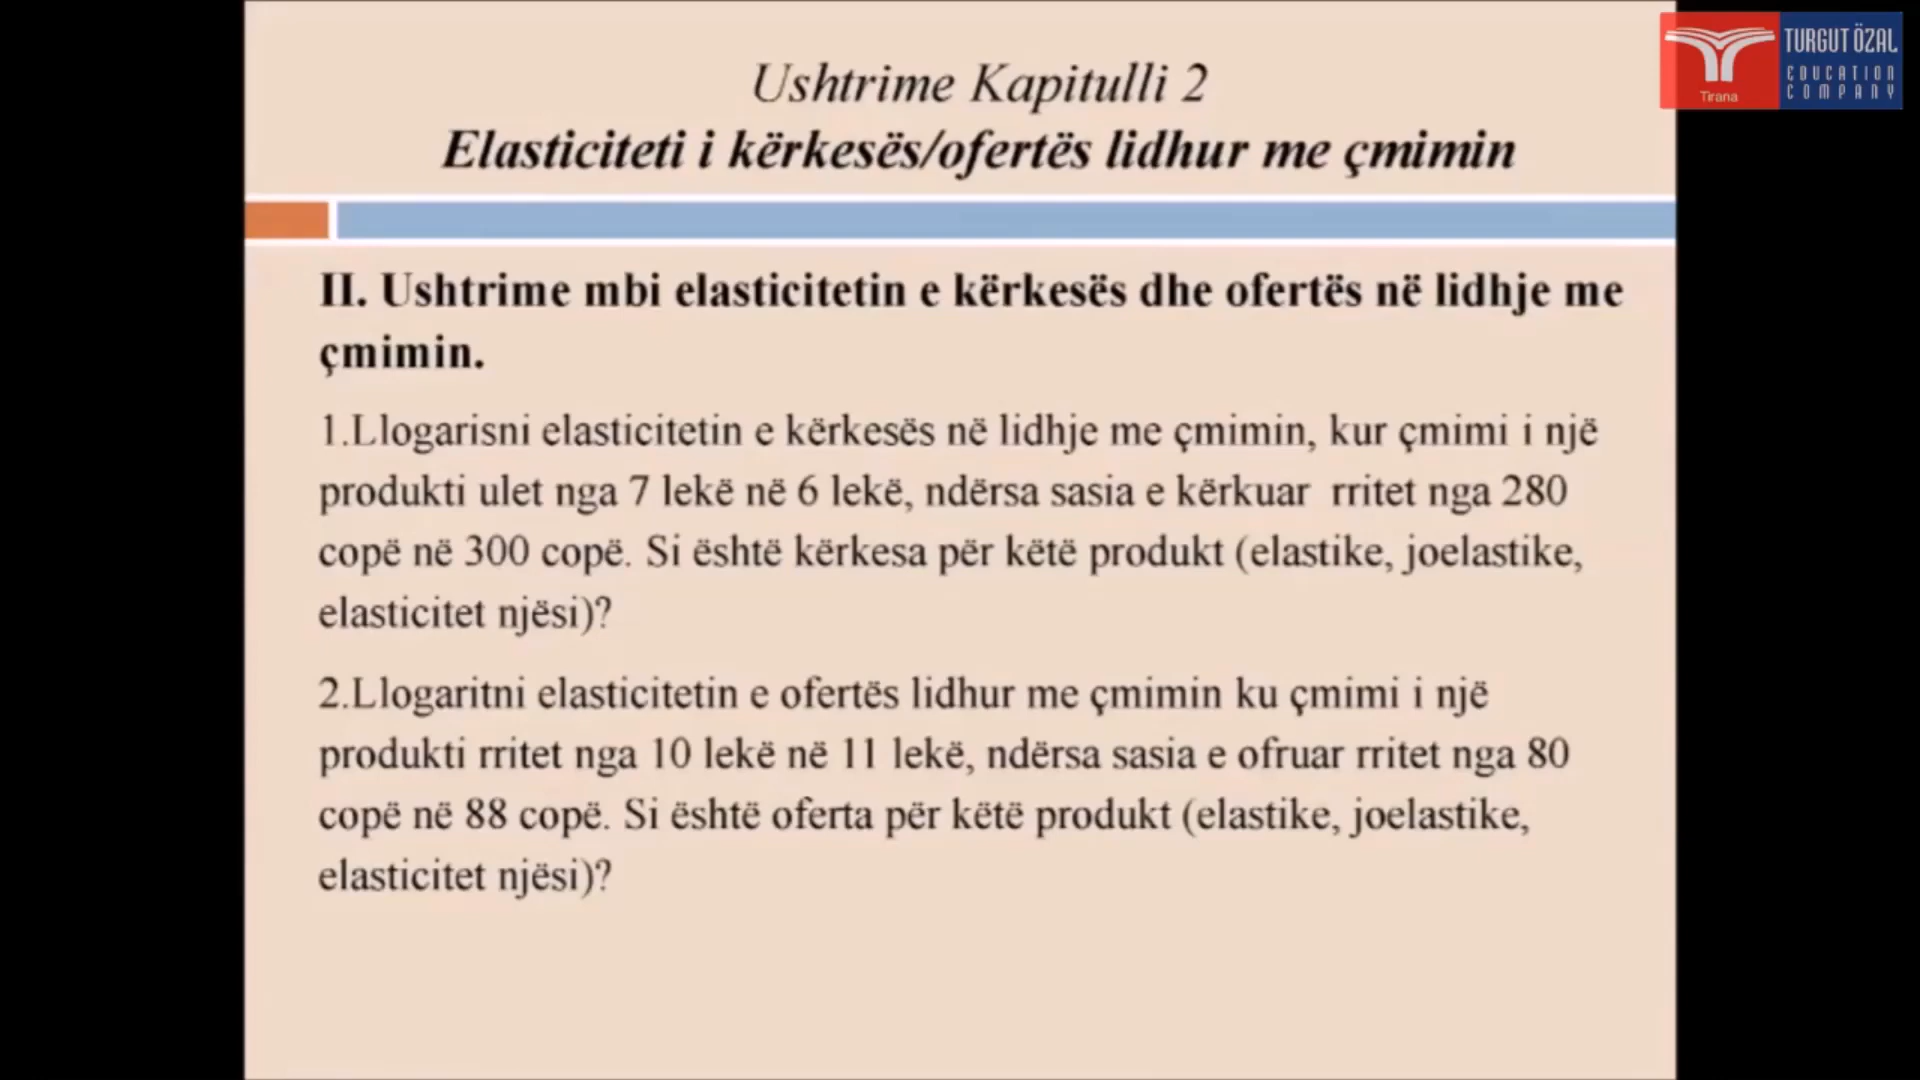 Ushtrime Kapitulli 2
Elasticiteti i kërkesës/ofertës lidhur me çmimin
TURGUT ÖZAL
EDUCATION
COMPANY
Tirana
II. Ushtrime mbi elasticitetin e kërkesës dhe ofertës në lidhje me
çmimin.
1.Llogarisni elasticitetin e kërkesës në lidhje me çmimin, kur çmimi i një
produkti ulet nga 7 lekë në 6 lekë, ndërsa sasia e kërkuar rritet nga 280
copë në 300 copë. Si është kërkesa për këtë produkt (elastike, joelastike,
elasticitet njësi)?
2.Llogaritni elasticitetin e ofertës lidhur me çmimin ku çmimi i një
produkti rritet nga 10 lekë në 11 lekë, ndërsa sasia e ofruar rritet nga 80
copë në 88 copë. Si është oferta për këtë produkt (elastike, joelastike,
elasticitet njësi)?